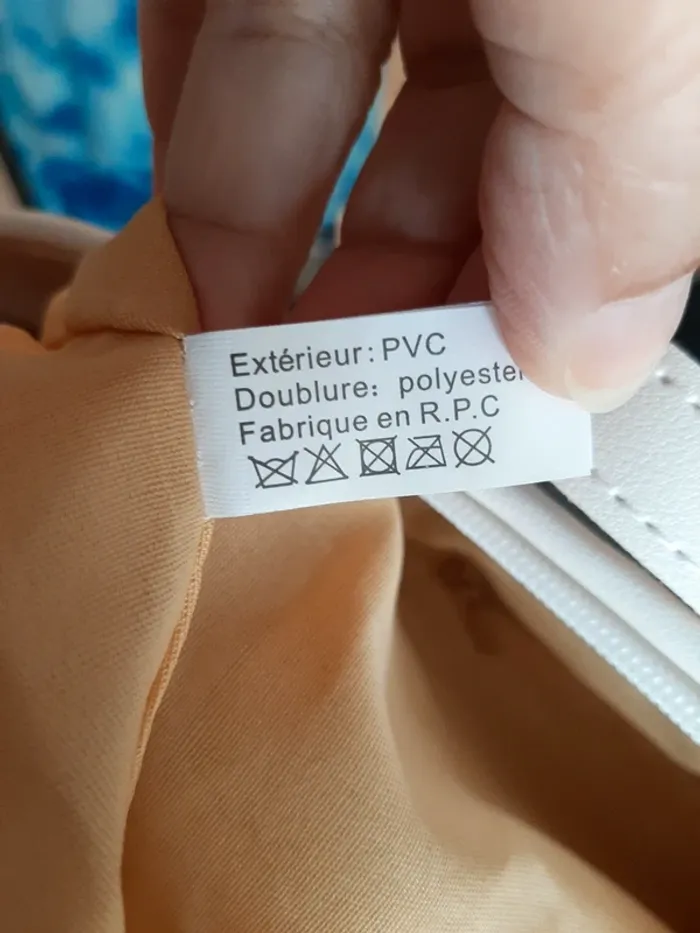 Extérieur: PVC
Doublure: polyester
Fabrique en R.P.C